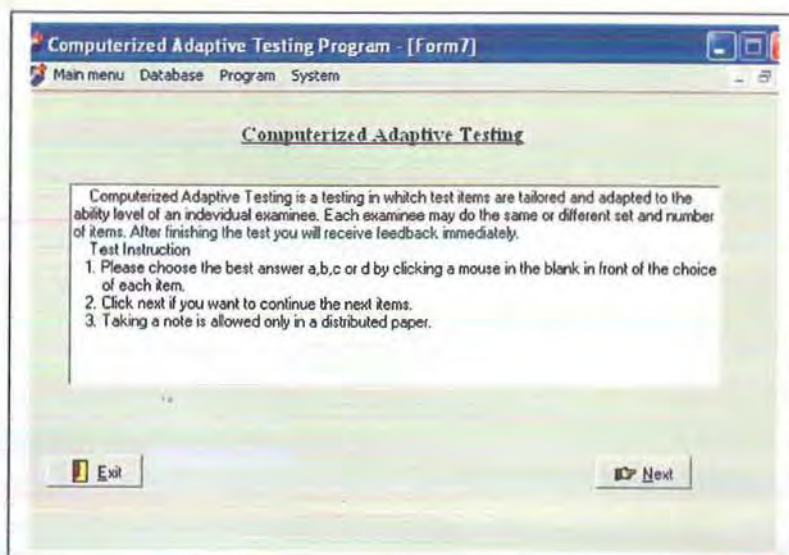 Computerized Adaptive Testing Program - [Form7]
Main menu Database Program System
Computerized Adaptive Testing
Computerized Adaptive Testing is a testing in whitch test items are tailored and adapted to the
ability level of an indevidual examinee. Each examinee may do the same or different set and number
of items. After finishing the test you will receive feedback immediately.
Test Instruction
1. Please choose the best answer a,b,c or d by clicking a mouse in the blank in front of the choice
of each item.
2. Click next if you want to continue the next items.
3. Taking a note is allowed only in a distributed paper.
Exit
Next